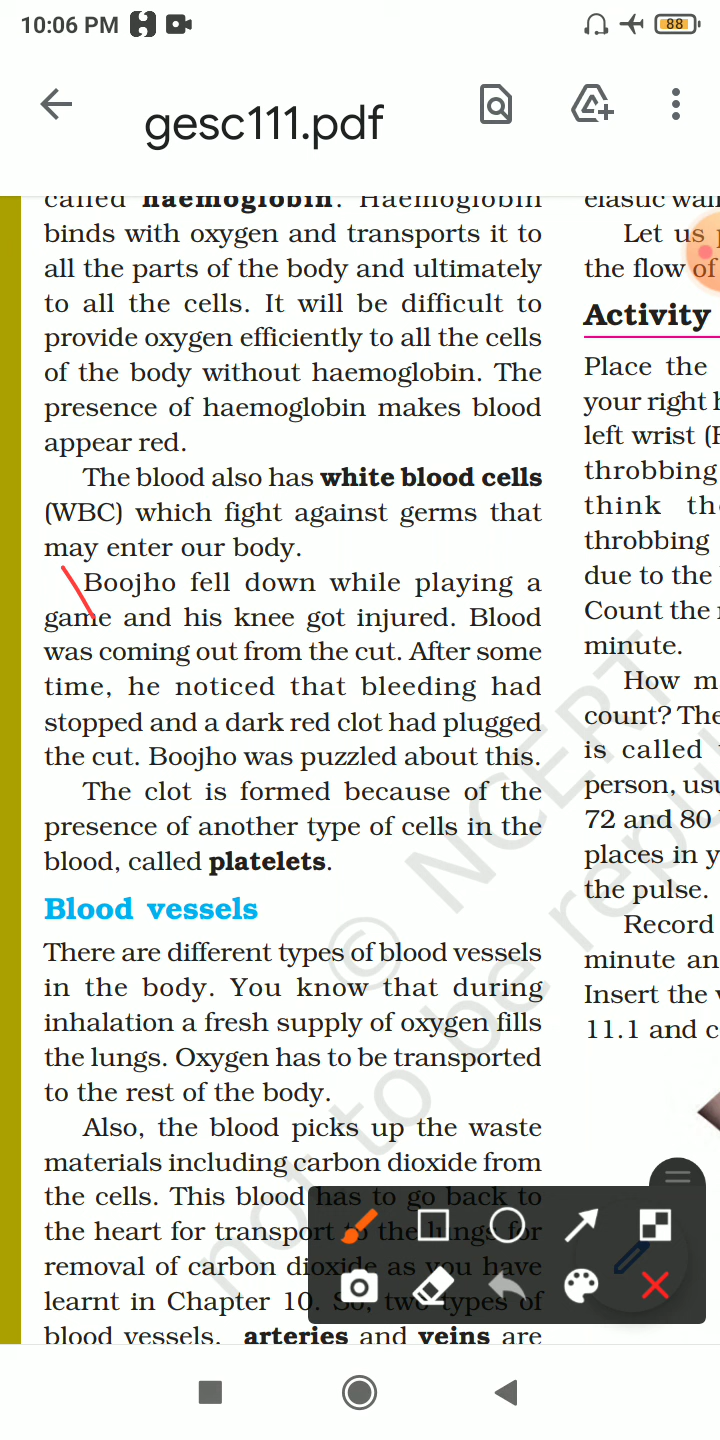 10:06 PM
88
gesc111.pdf
called haemoglobin. Haemoglobin
binds with oxygen and transports it to
all the parts of the body and ultimately
to all the cells. It will be difficult to
provide oxygen efficiently to all the cells
of the body without haemoglobin. The
presence of haemoglobin makes blood
appear red.
The blood also has white blood cells
(WBC) which fight against germs that
may enter our body.
Boojho fell down while playing a
game and his knee got injured. Blood
was coming out from the cut. After some
time, he noticed that bleeding had
stopped and a dark red clot had plugged
the cut. Boojho was puzzled about this.
The clot is formed because of the
presence of another type of cells in the
blood, called platelets.
Blood vessels
There are different types of blood vessels
in the body. You know that during
inhalation a fresh supply of oxygen fills
the lungs. Oxygen has to be transported
to the rest of the body.
Also, the blood picks up the waste
materials including carbon dioxide from
the cells. This blood has to go back to
the heart for transport to the lungs for
removal of carbon dioxide as you have
learnt in Chapter 10. So, two types of
blood vessels, arteries and veins are
elastic
Let us
the flow of
Activity
Place the
your right
left wrist
throbbing
think
throbbing
due to the
Count the
minute.
How
count? The
is called
person,
72 and 80
places in
the pulse.
Record
minute
Insert the
11.1 and
© NCERT
not to be